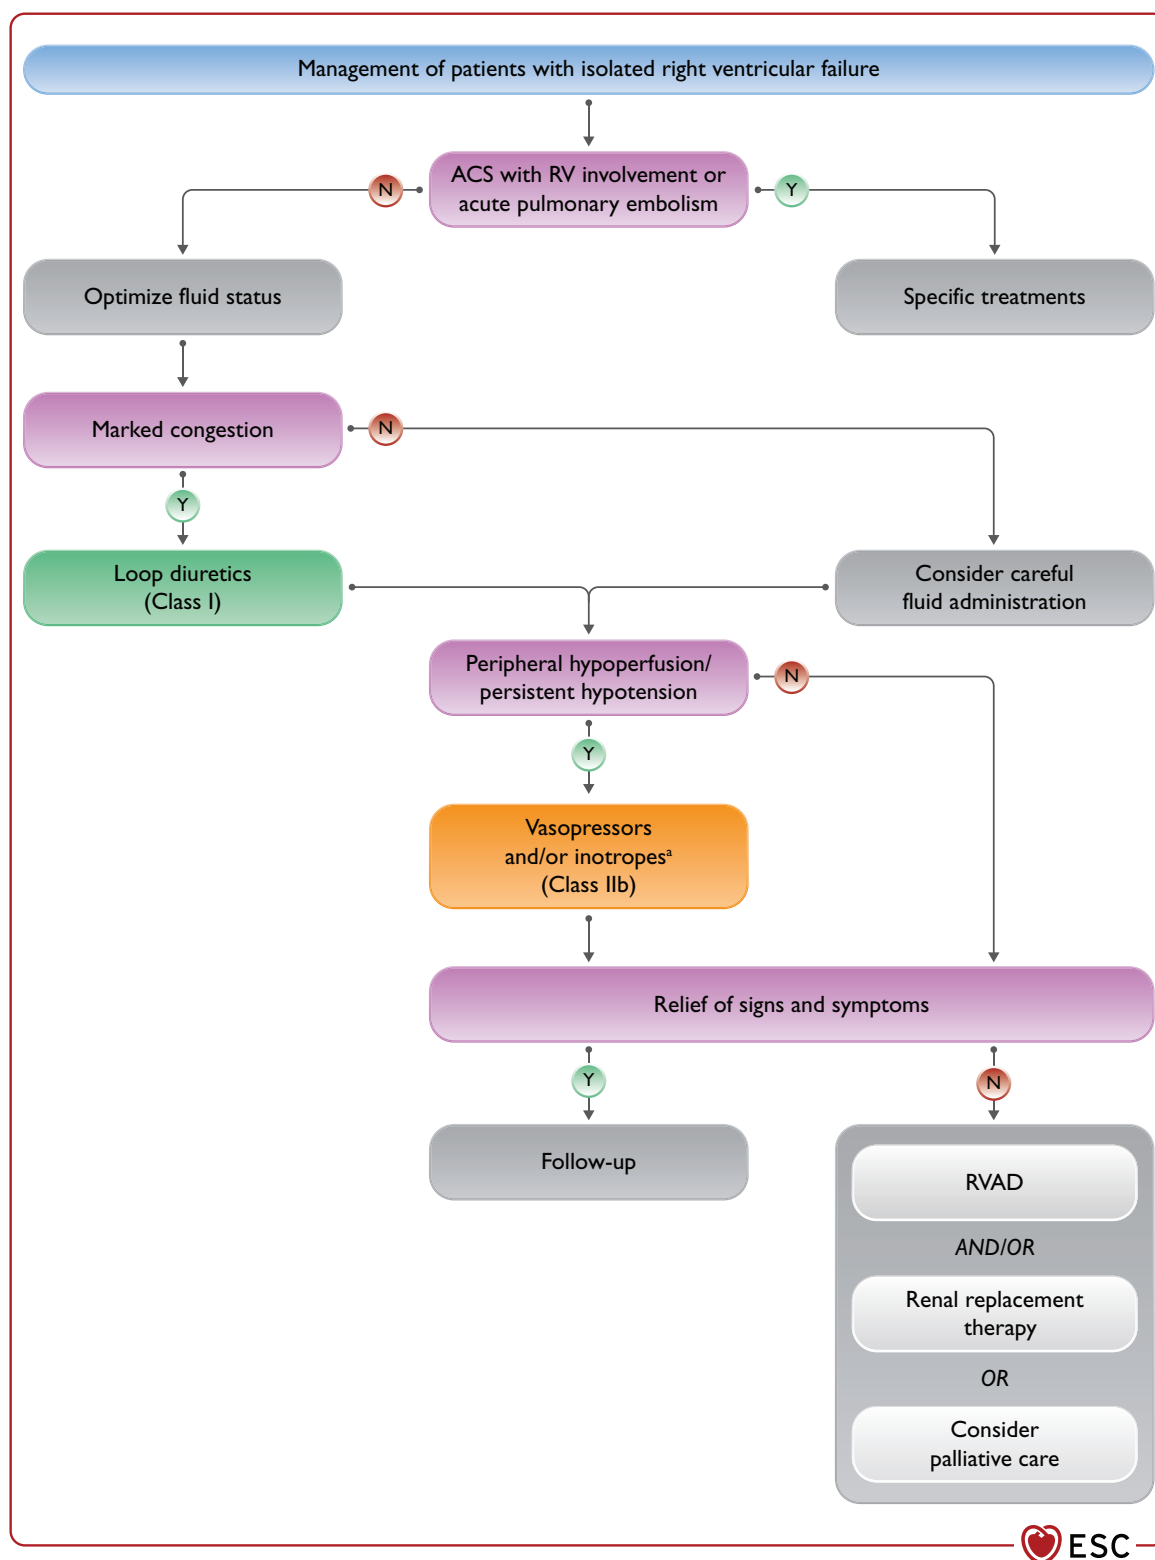 Management of patients with isolated right ventricular failure
ACS with RV involvement or
acute pulmonary embolism
N
Y
Optimize fluid status
Specific treatments
Marked congestion
N
Y
Loop diuretics
(Class I)
Consider careful
fluid administration
Peripheral hypoperfusion/
persistent hypotension
N
Y
Vasopressors
and/or inotropesᵃ
(Class IIb)
Relief of signs and symptoms
Y
N
Follow-up
RVAD
AND/OR
Renal replacement
therapy
OR
Consider
palliative care
ESC